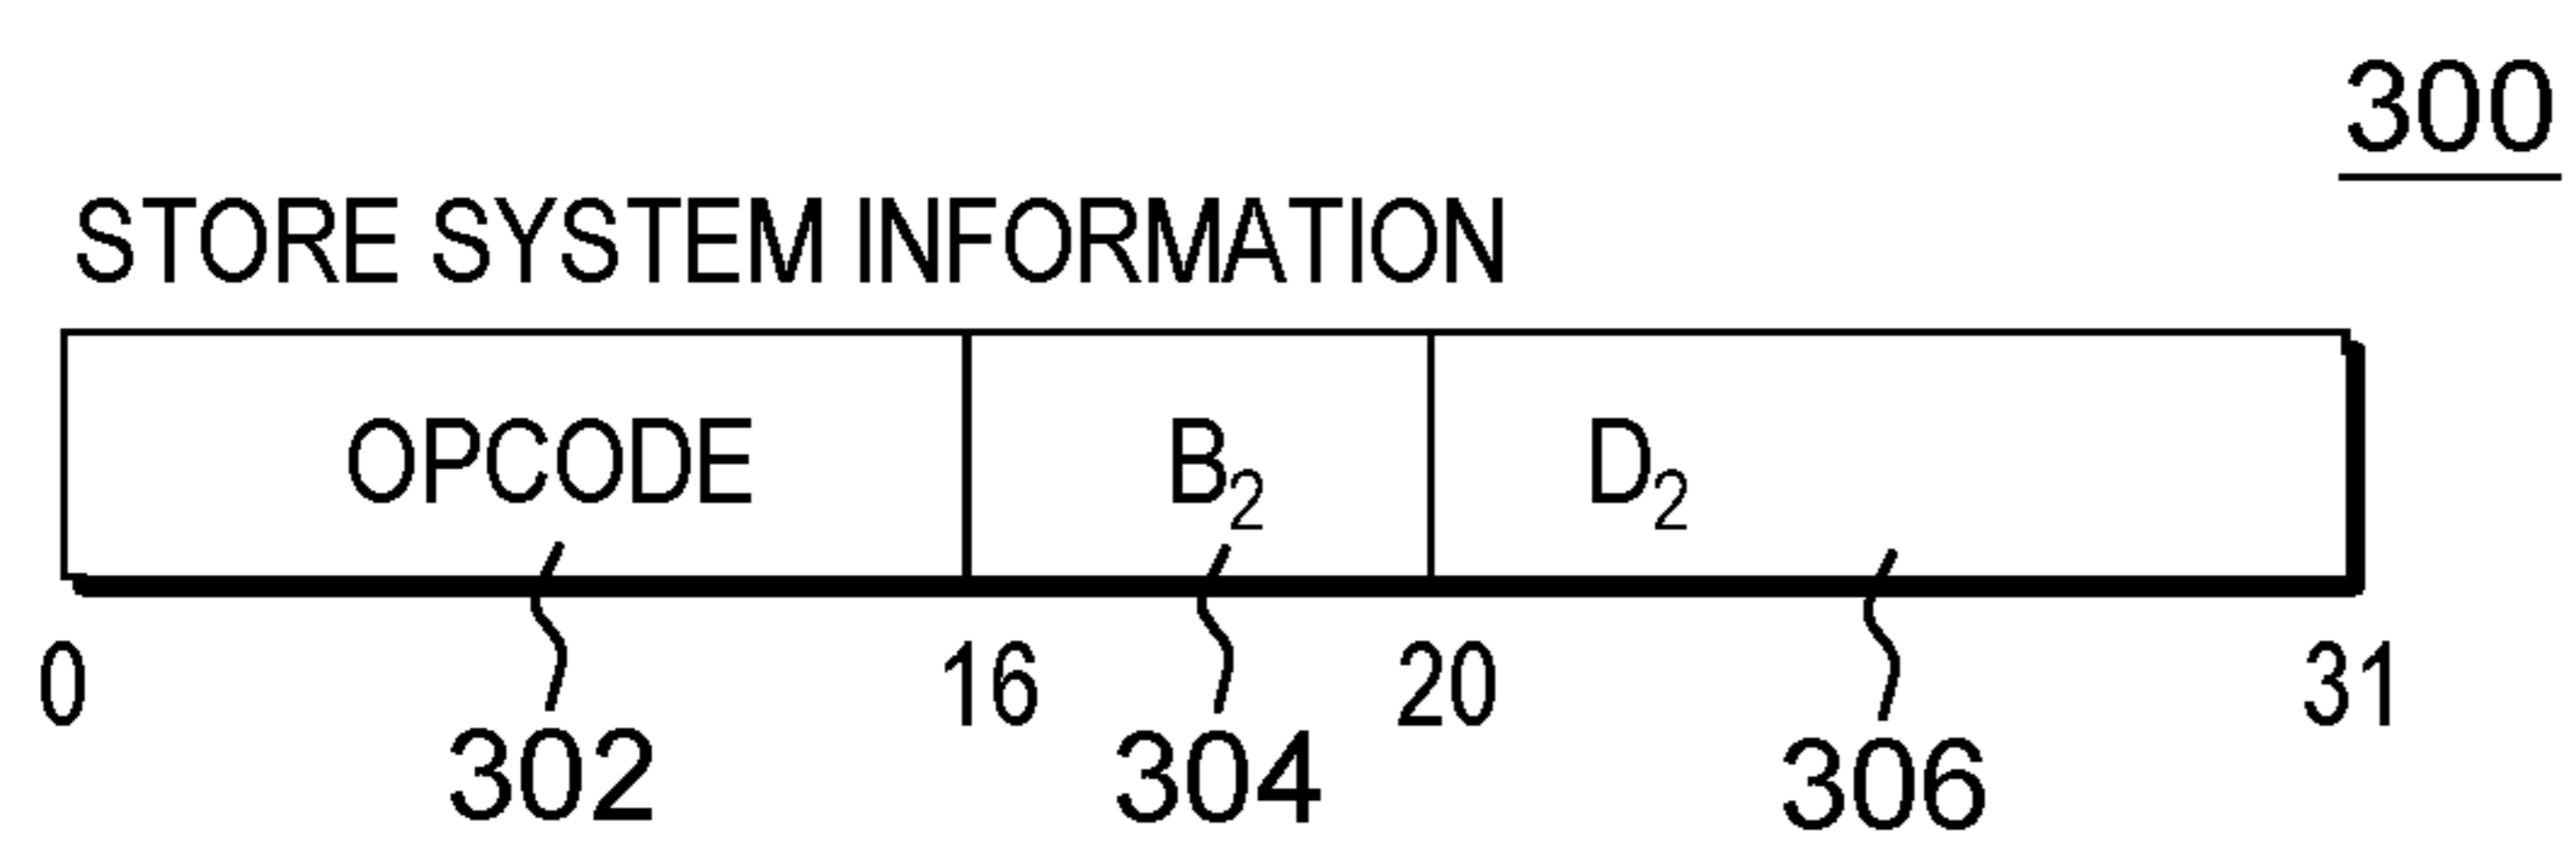 300
STORE SYSTEM INFORMATION
OPCODE B₂ D₂
0 16 20 31
302 304 306